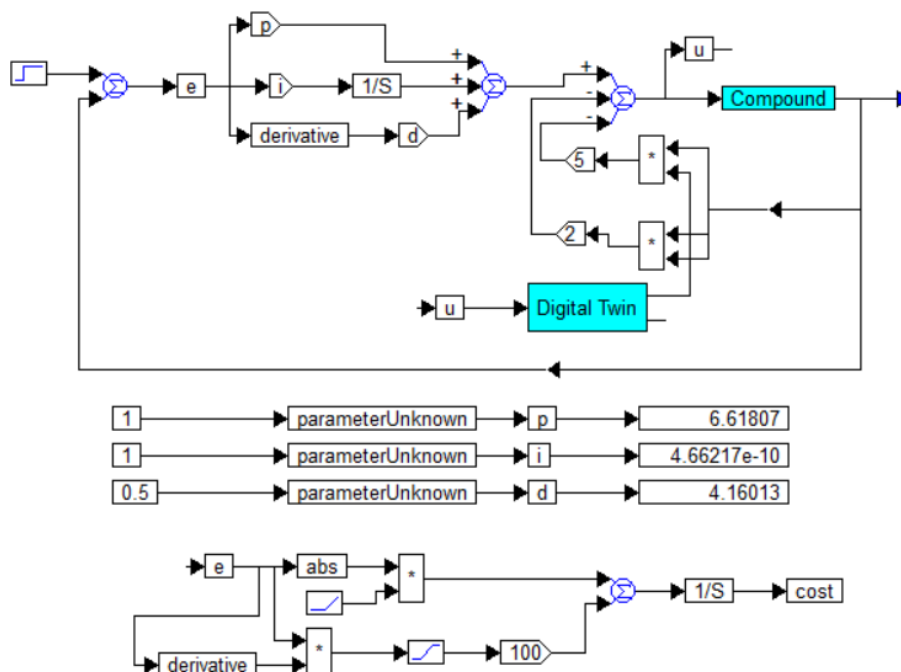 p
+
u
e
i
1/S
+
+
Σ
+
-
-
Σ
Compound
Σ
derivative
d
+
5
*
2
*
u
Digital Twin
1 parameterUnknown p 6.61807
1 parameterUnknown i 4.66217e-10
0.5 parameterUnknown d 4.16013
e abs * Σ 1/S cost
derivative * 100